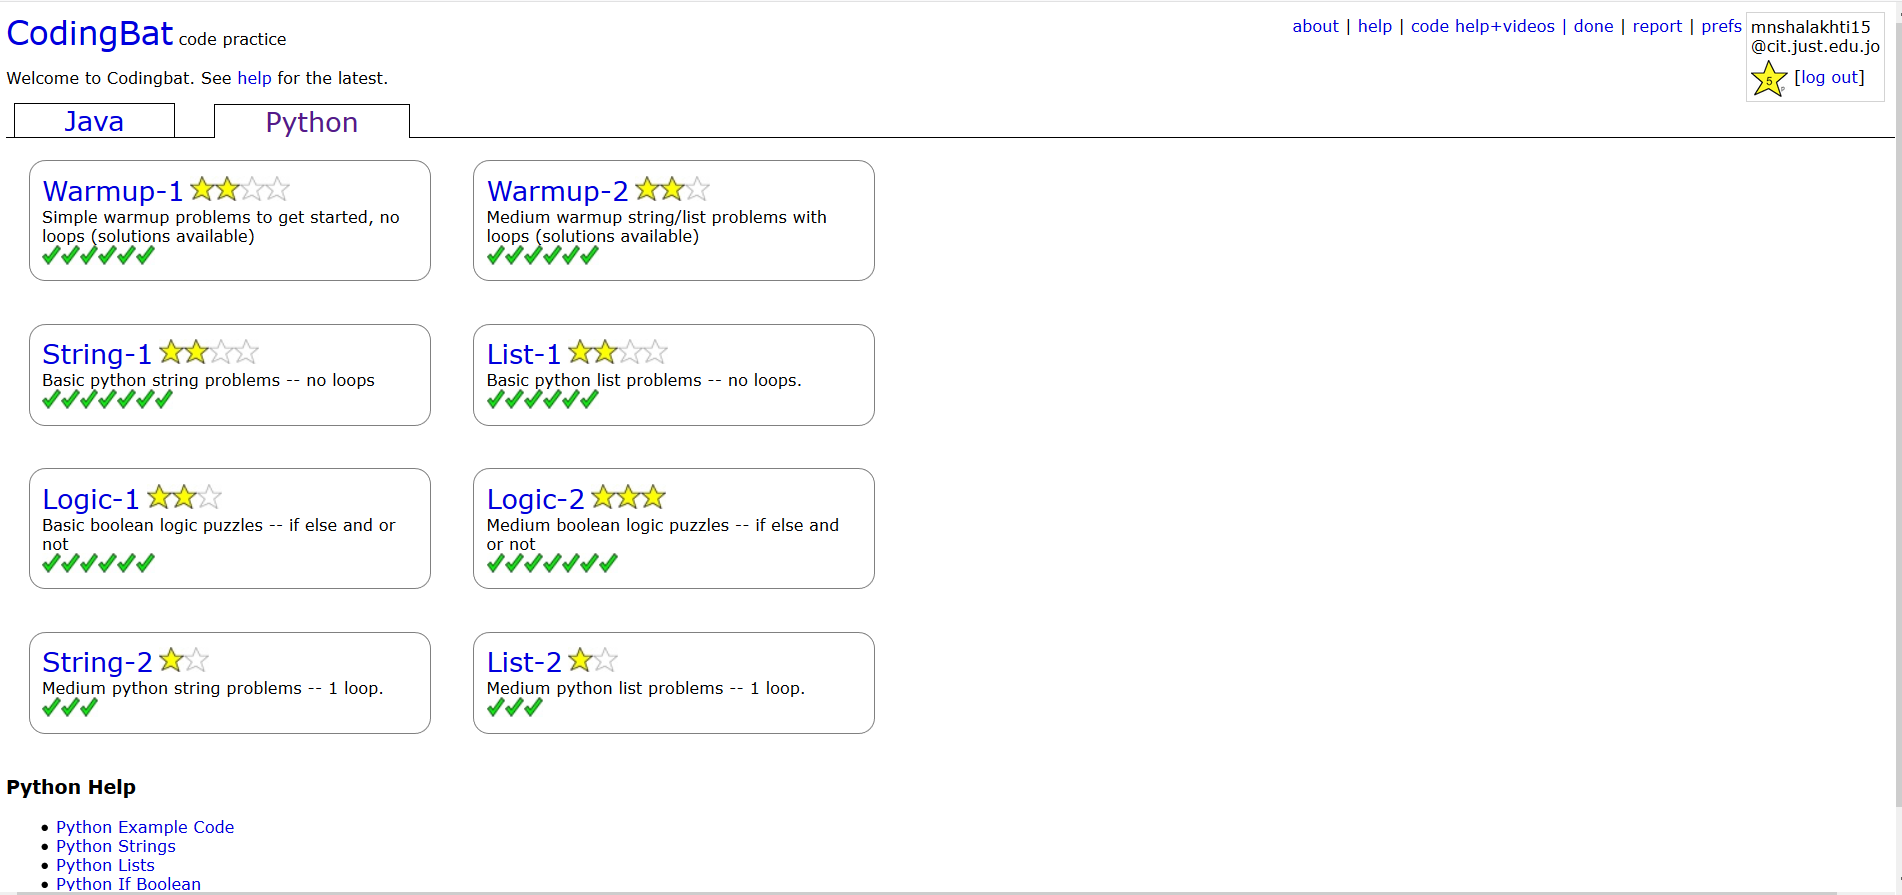 CodingBat code practice
about | help | code help+videos | done | report | prefs
mnshalakhti15
@cit.just.edu.jo
5 [log out]
Welcome to Codingbat. See help for the latest.
Java
Python
Warmup-1
Simple warmup problems to get started, no
loops (solutions available)
Warmup-2
Medium warmup string/list problems with
loops (solutions available)
String-1
Basic python string problems -- no loops
List-1
Basic python list problems -- no loops.
Logic-1
Basic boolean logic puzzles -- if else and or
not
Logic-2
Medium boolean logic puzzles -- if else and
or not
String-2
Medium python string problems -- 1 loop.
List-2
Medium python list problems -- 1 loop.
Python Help
Python Example Code
Python Strings
Python Lists
Python If Boolean